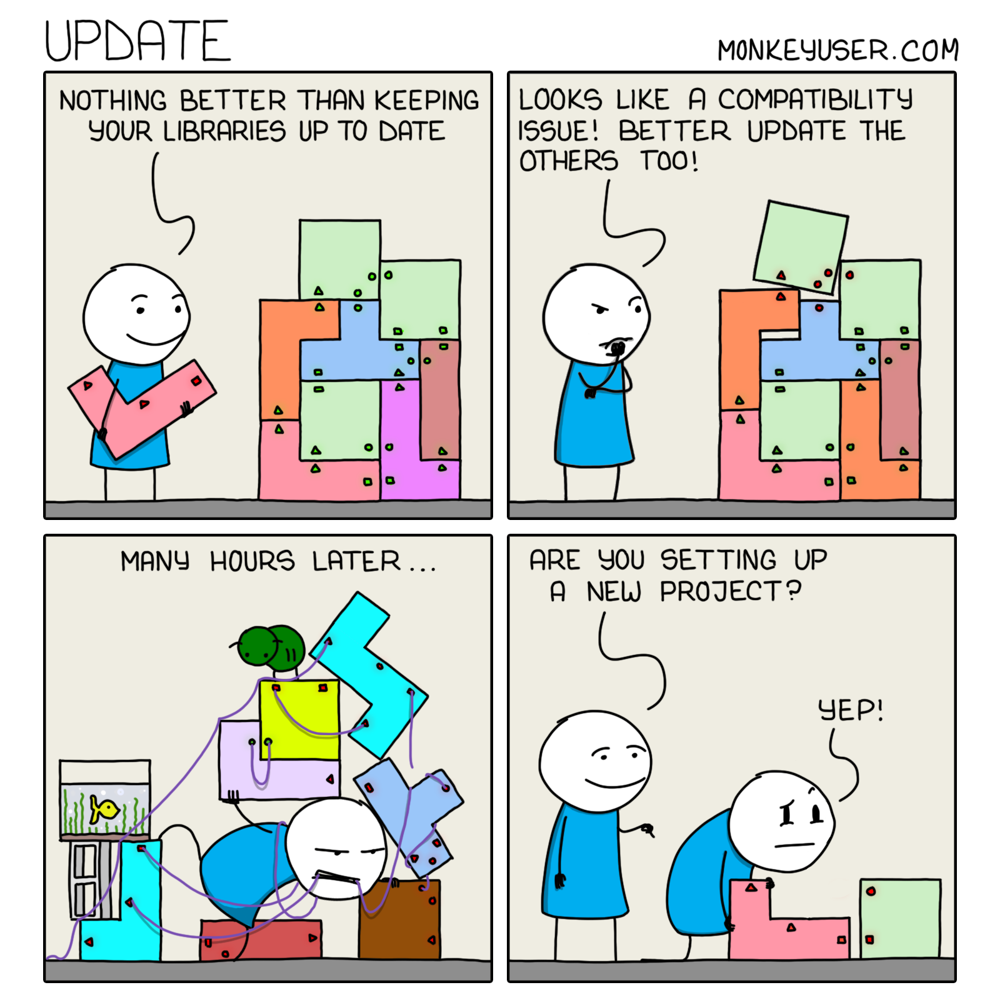 UPDATE
MONKEYUSER.COM
NOTHING BETTER THAN KEEPING
YOUR LIBRARIES UP TO DATE
LOOKS LIKE A COMPATIBILITY
ISSUE! BETTER UPDATE THE
OTHERS TOO!
MANY HOURS LATER...
ARE YOU SETTING UP
A NEW PROJECT?
YEP!